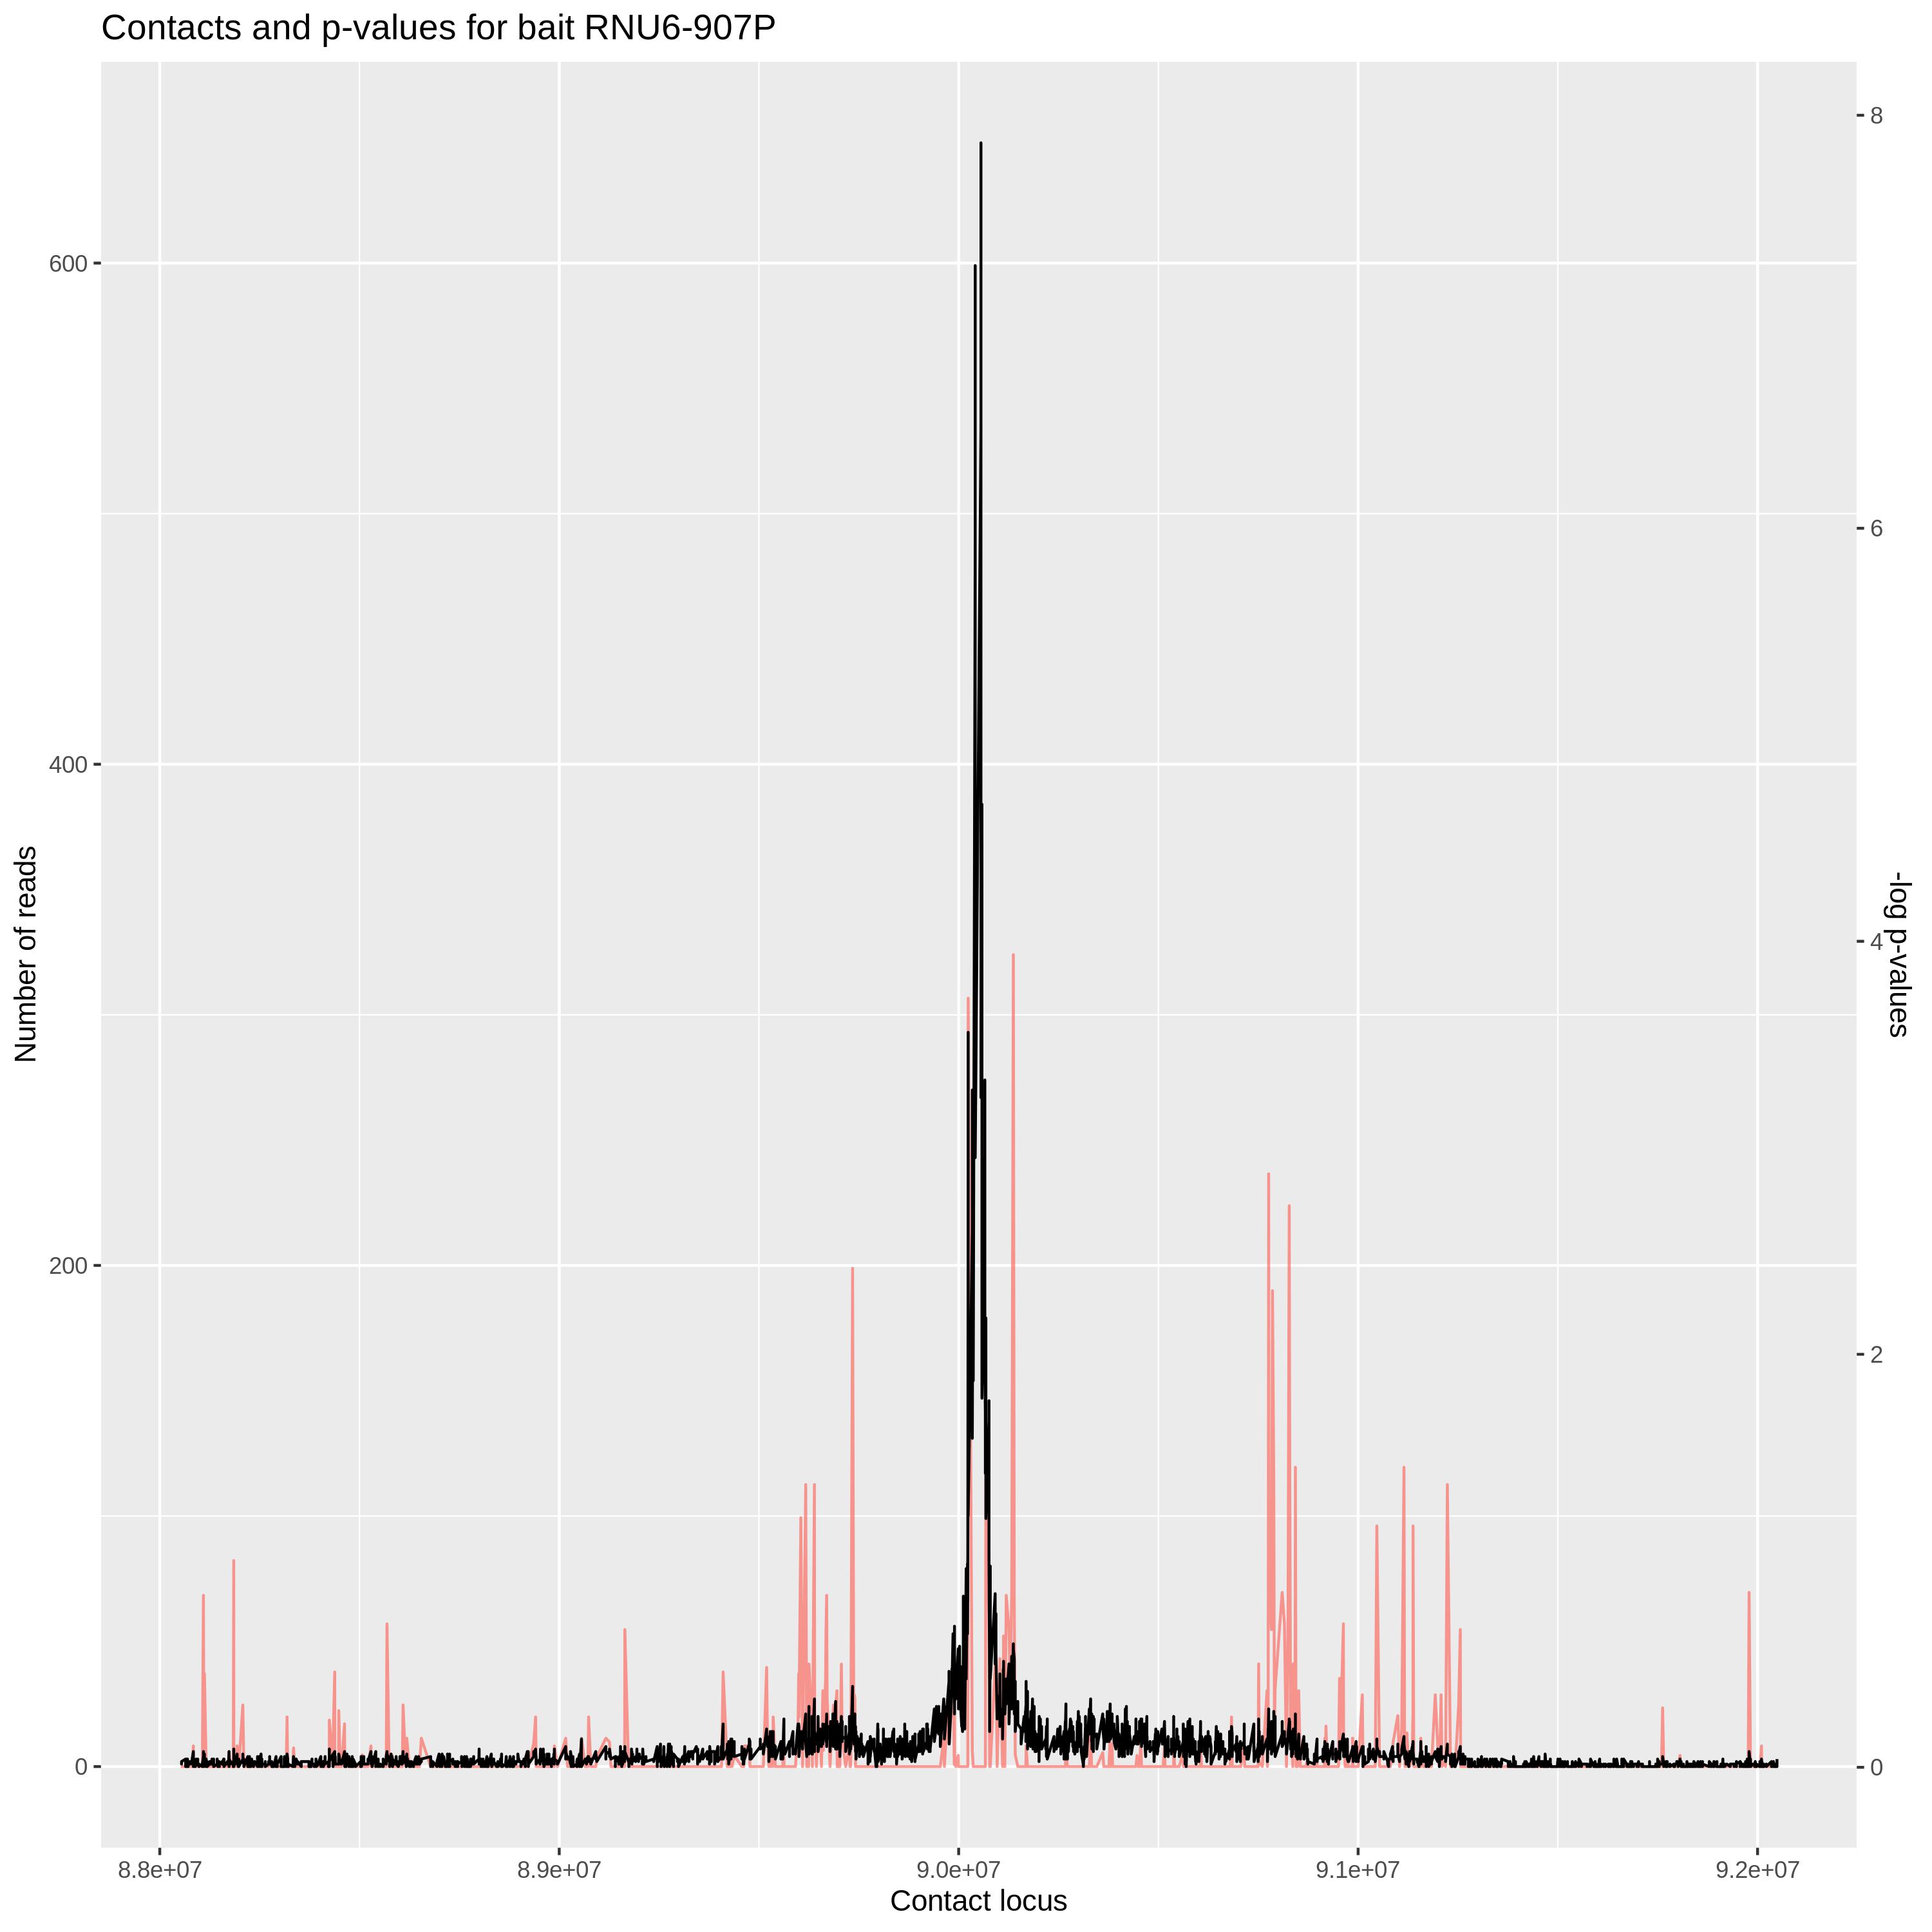 Contacts and p-values for bait RNU6-907P
Number of reads
600
400
200
0
8
6
4
2
0
-log p-values
8.8e+07 8.9e+07 9.0e+07 9.1e+07 9.2e+07
Contact locus